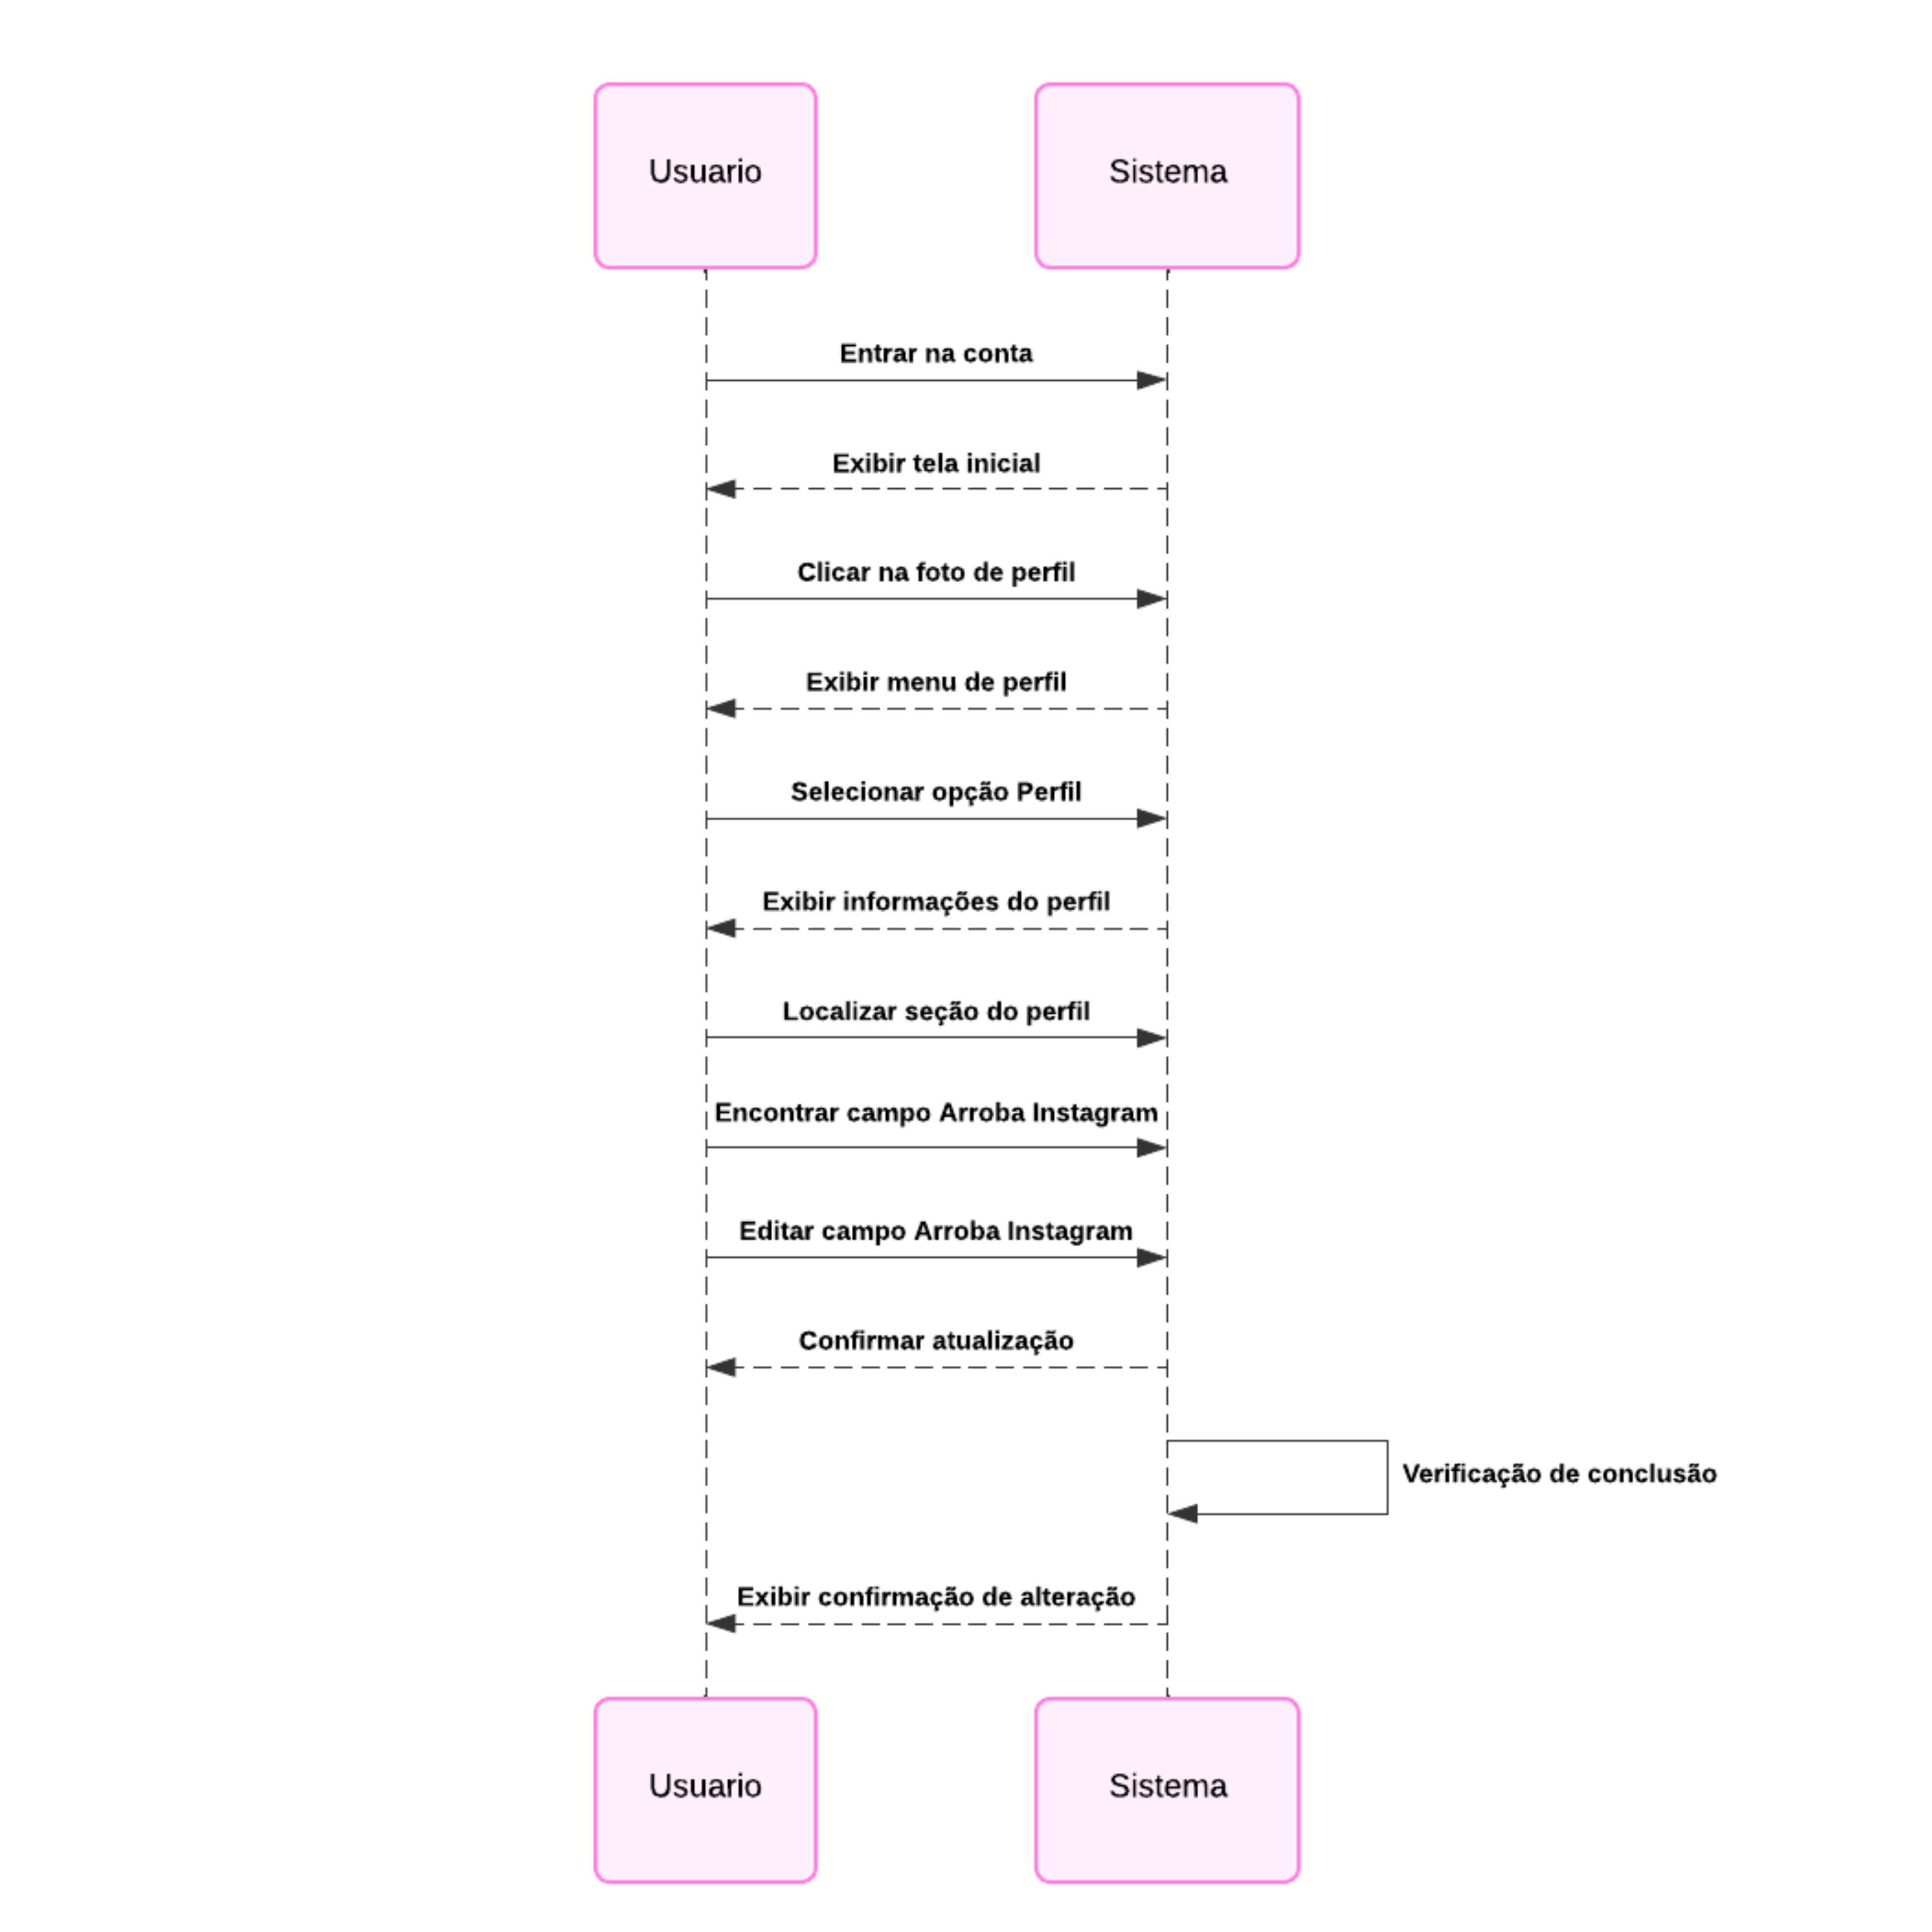 Usuario
Sistema
Entrar na conta
Exibir tela inicial
Clicar na foto de perfil
Exibir menu de perfil
Selecionar opção Perfil
Exibir informações do perfil
Localizar seção do perfil
Encontrar campo Arroba Instagram
Editar campo Arroba Instagram
Confirmar atualização
Verificação de conclusão
Exibir confirmação de alteração
Usuario
Sistema